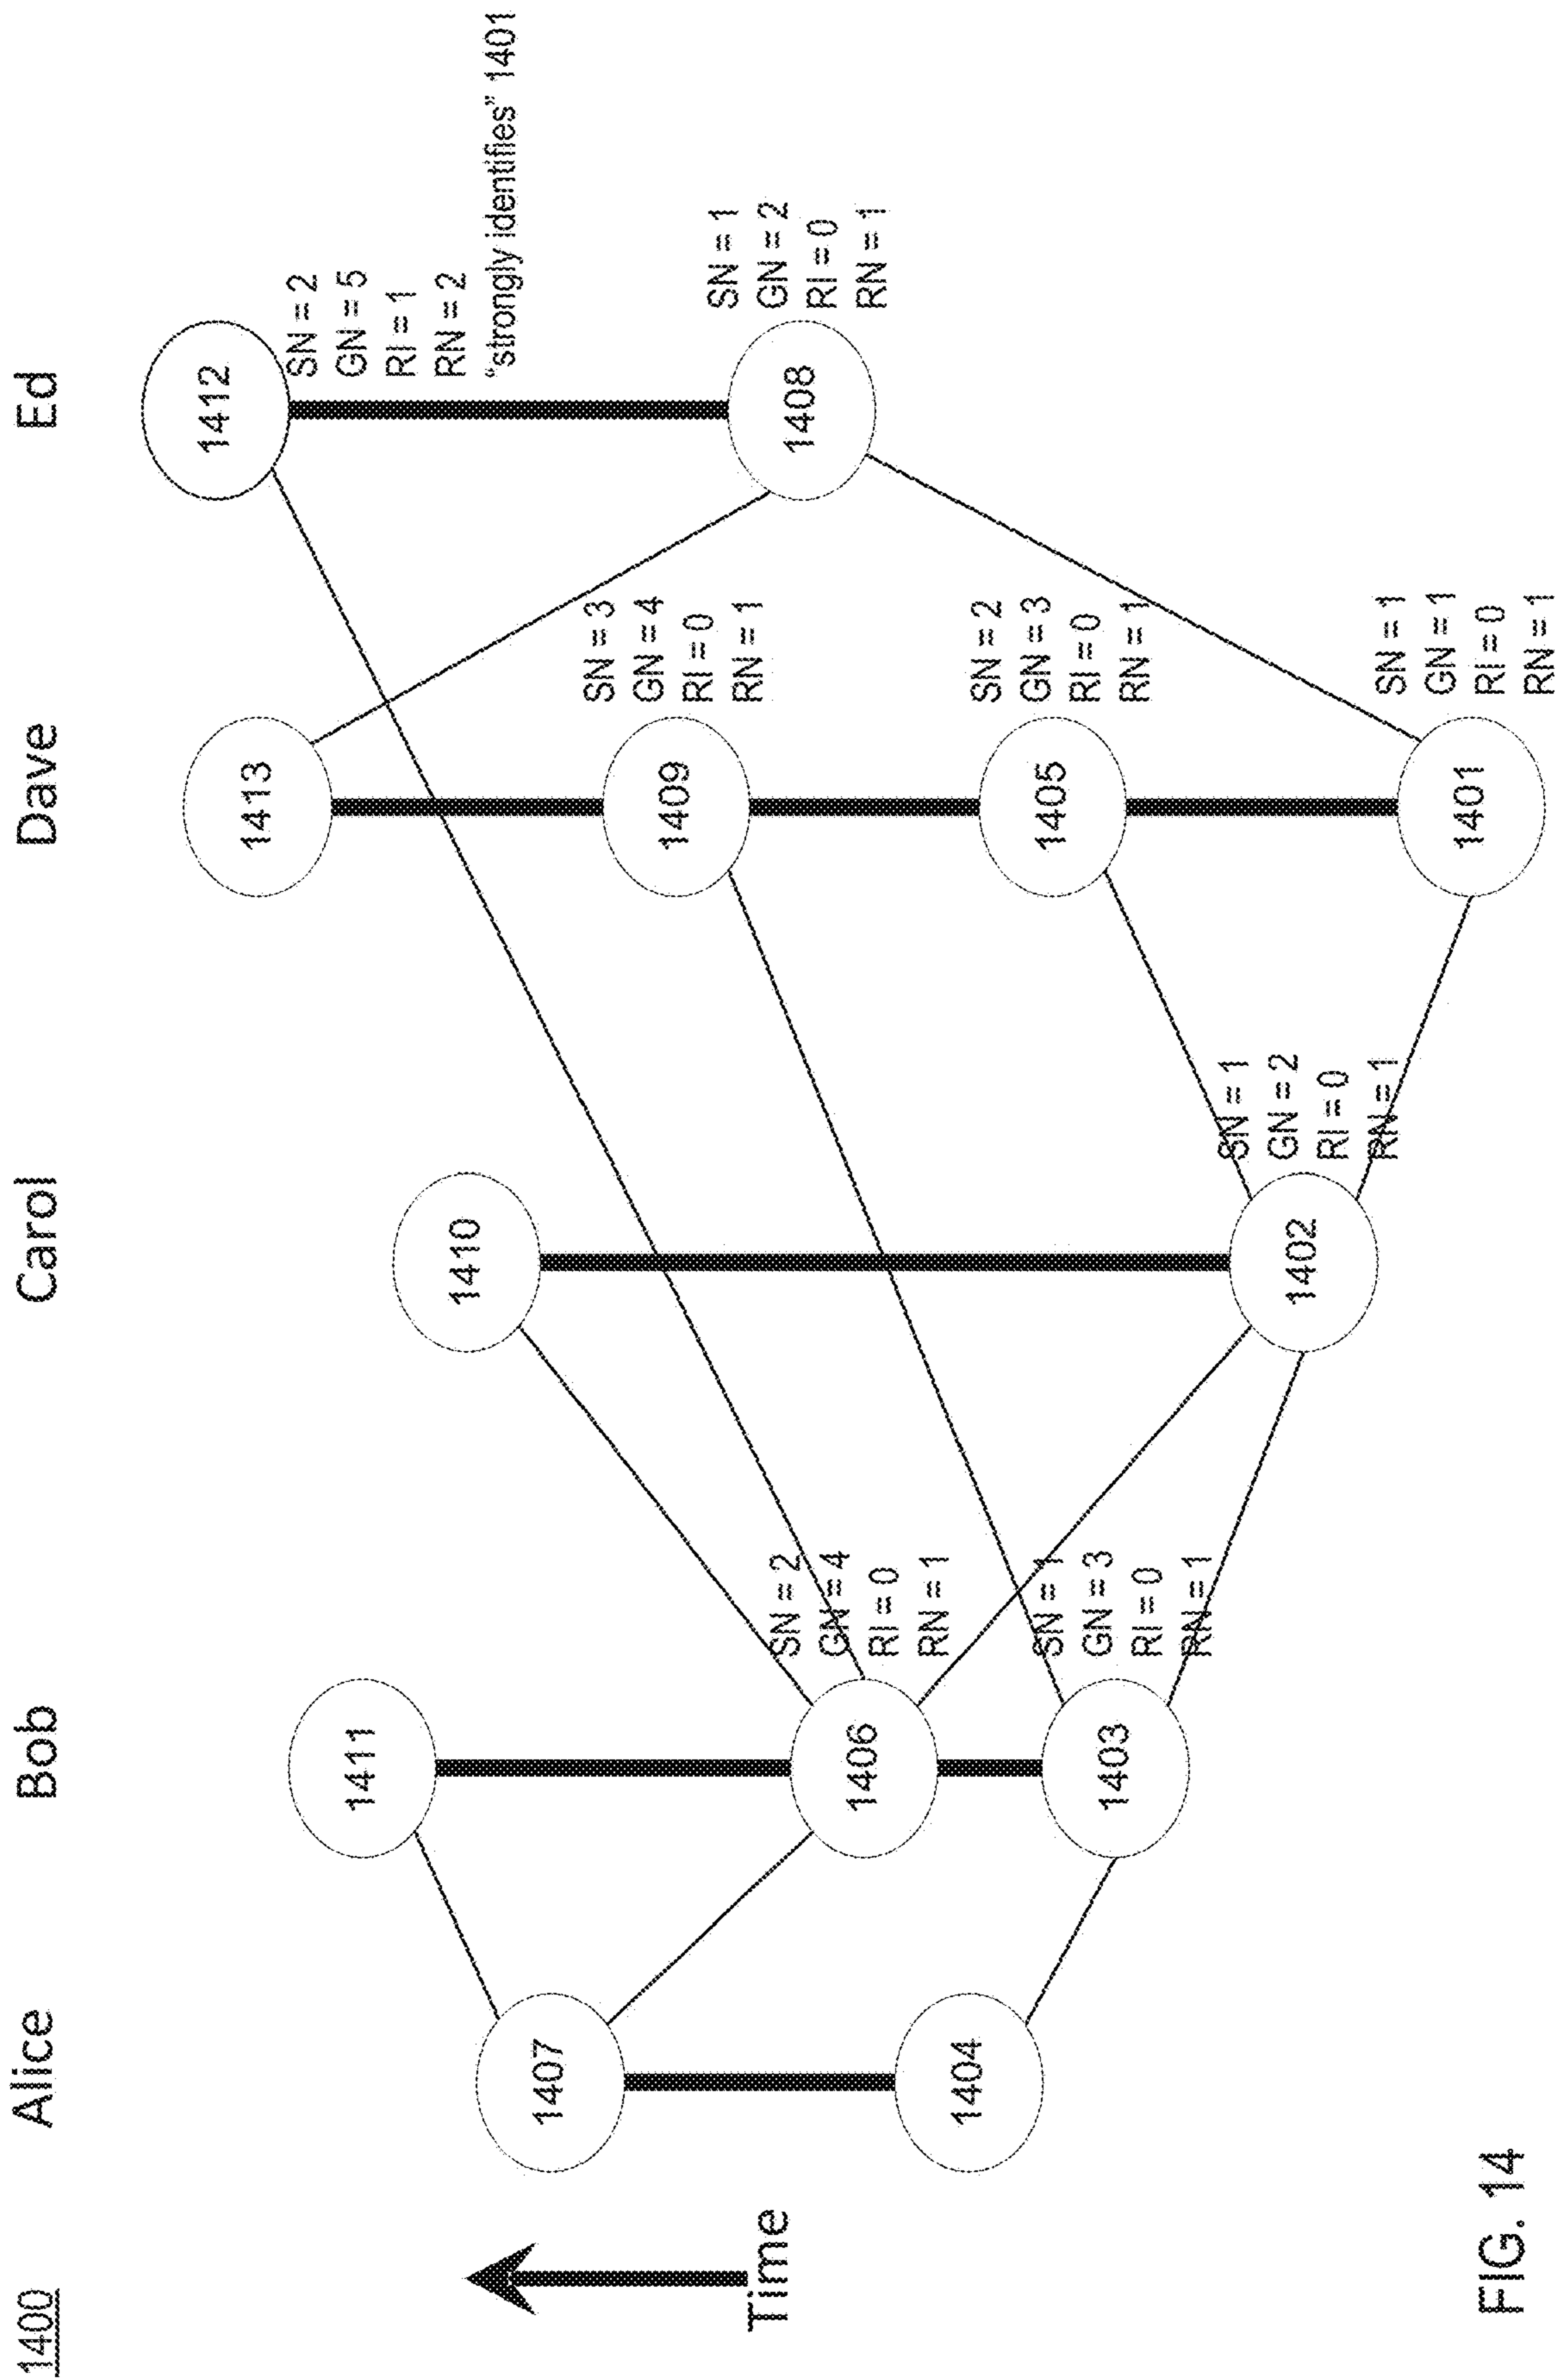 1400
Alice
Bob
Carol
Dave
Ed
Time
1412
SN = 2
GN = 5
RI = 1
RN = 2
"strongly identifies" 1401
1413
1411
1410
1407
1409
SN = 3
GN = 4
RI = 0
RN = 1
1408
SN = 1
GN = 2
RI = 0
RN = 1
1406
SN = 2
GN = 4
RI = 0
RN = 1
1404
1405
SN = 2
GN = 3
RI = 0
RN = 1
1403
SN = 1
GN = 3
RI = 0
RN = 1
1402
SN = 1
GN = 2
RI = 0
RN = 1
1401
SN = 1
GN = 1
RI = 0
RN = 1
FIG. 14